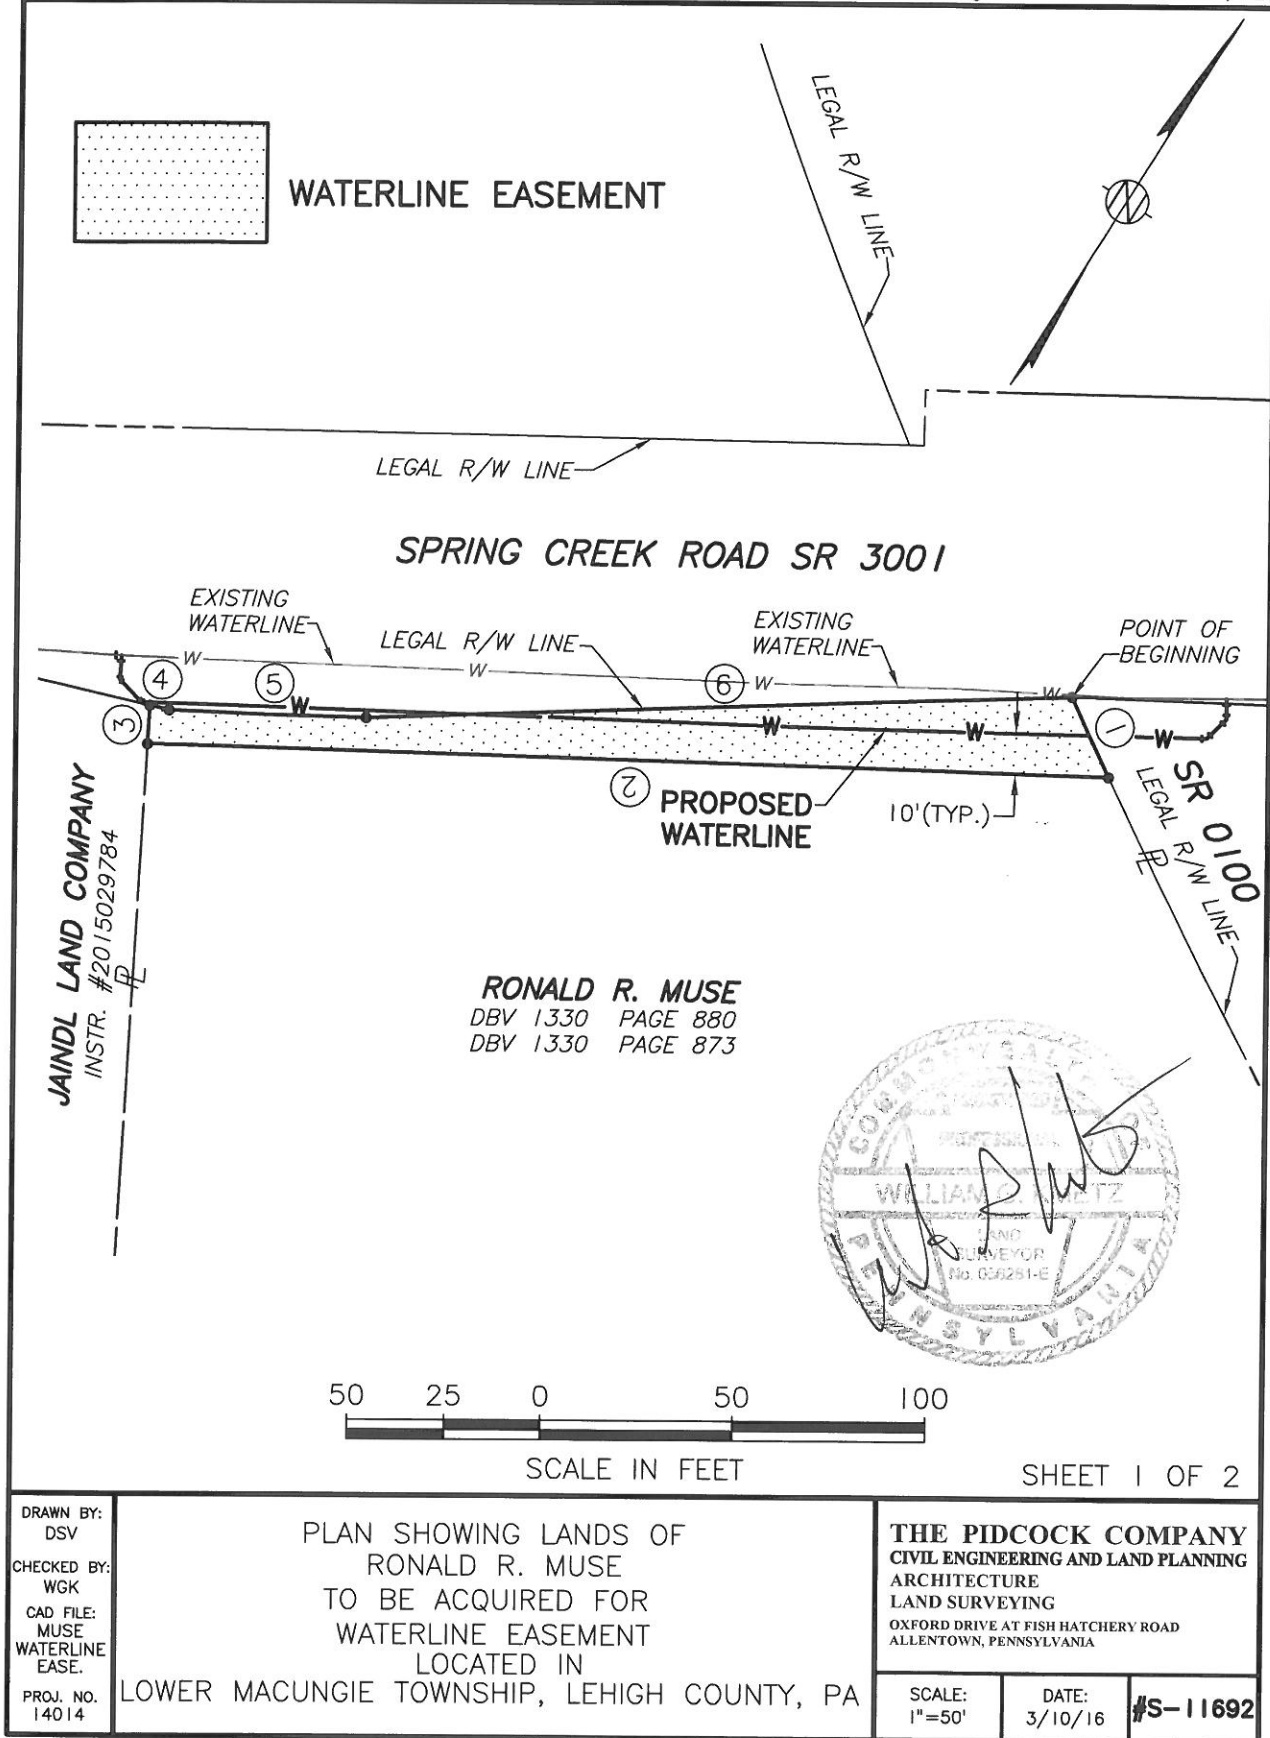 WATERLINE EASEMENT
LEGAL R/W LINE
N
LEGAL R/W LINE
SPRING CREEK ROAD SR 3001
EXISTING
WATERLINE
LEGAL R/W LINE
EXISTING
WATERLINE
POINT OF
BEGINNING
W
W
W
W
4
5
6
3
W
W
W
1
W
2
PROPOSED
WATERLINE
10'(TYP.)
SR 0100
LEGAL R/W LINE
PL
JAINDL LAND COMPANY
INSTR. #2015029784
PL
RONALD R. MUSE
DBV 1330 PAGE 880
DBV 1330 PAGE 873
COMMONWEALTH
PROFESSIONAL
WILLIAM G. KMETZ
LAND
SURVEYOR
PENNSYLVANIA
50 25 0 50 100
SCALE IN FEET
SHEET 1 OF 2
DRAWN BY:
DSV
CHECKED BY:
WGK
CAD FILE:
MUSE
WATERLINE
EASE.
PROJ. NO.
14014
PLAN SHOWING LANDS OF
RONALD R. MUSE
TO BE ACQUIRED FOR
WATERLINE EASEMENT
LOCATED IN
LOWER MACUNGIE TOWNSHIP, LEHIGH COUNTY, PA
THE PIDCOCK COMPANY
CIVIL ENGINEERING AND LAND PLANNING
ARCHITECTURE
LAND SURVEYING
OXFORD DRIVE AT FISH HATCHERY ROAD
ALLENTOWN, PENNSYLVANIA
SCALE:
1"=50'
DATE:
3/10/16
#S-11692